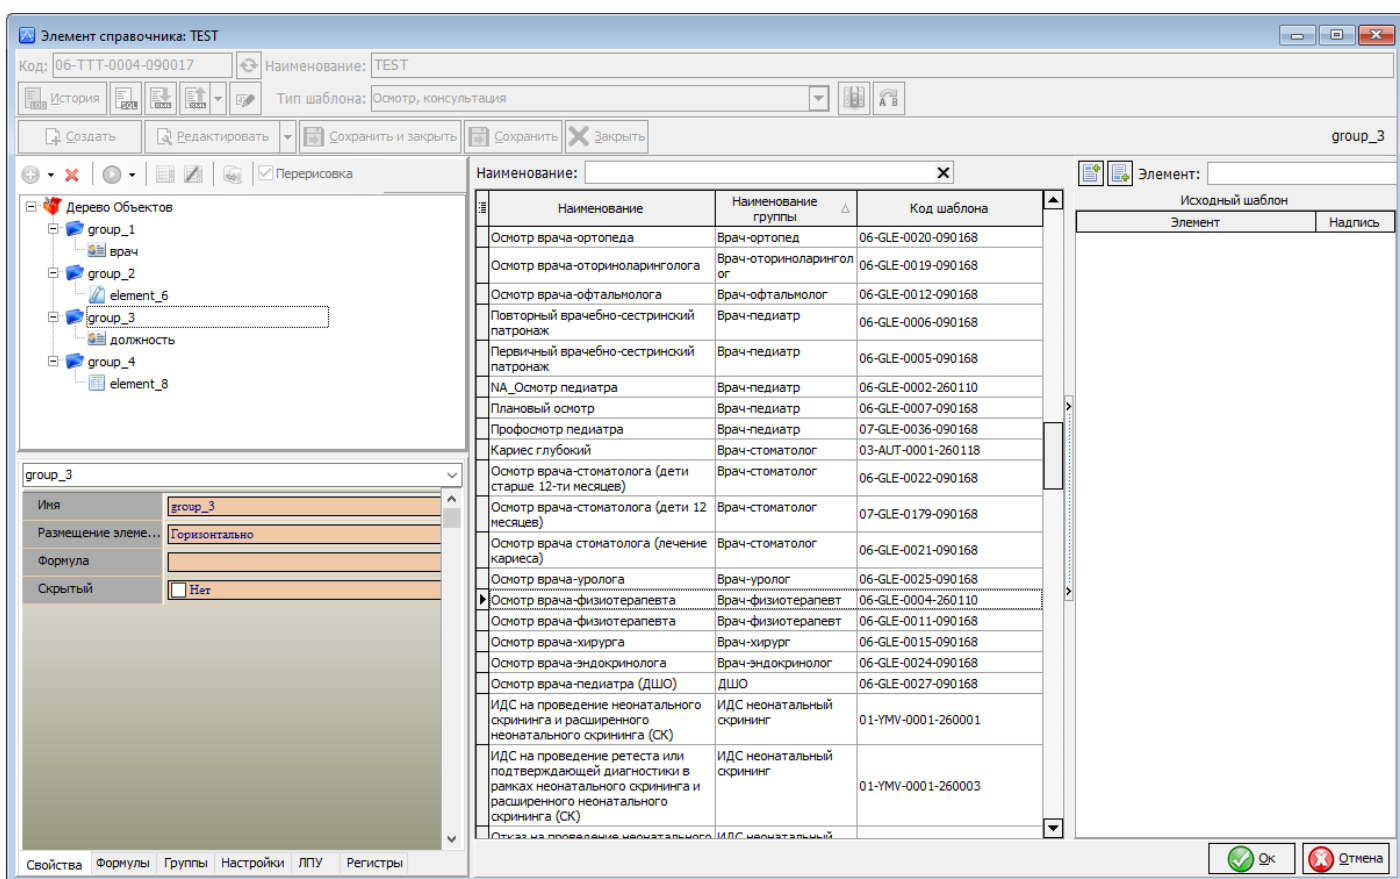 Элемент справочника: TEST
Код: 06-TTT-0004-090017 Наименование: TEST
История Тип шаблона: Осмотр, консультация
Создать Редактировать Сохранить и закрыть Сохранить Закрыть group_3
Перерисовка
Дерево Объектов
group_1
врач
group_2
element_6
group_3
должность
group_4
element_8
group_3
Имя group_3
Размещение элеме... Горизонтально
Формула
Скрытый Нет
Свойства Формулы Группы Настройки ЛПУ Регистры
Наименование:
Наименование Наименование группы Код шаблона
Осмотр врача-ортопеда Врач-ортопед 06-GLE-0020-090168
Осмотр врача-оториноларинголога Врач-оториноларинголог 06-GLE-0019-090168
Осмотр врача-офтальмолога Врач-офтальмолог 06-GLE-0012-090168
Повторный врачебно-сестринский патронаж Врач-педиатр 06-GLE-0006-090168
Первичный врачебно-сестринский патронаж Врач-педиатр 06-GLE-0005-090168
NA_Осмотр педиатра Врач-педиатр 06-GLE-0002-260110
Плановый осмотр Врач-педиатр 06-GLE-0007-090168
Профосмотр педиатра Врач-педиатр 07-GLE-0036-090168
Кариес глубокий Врач-стоматолог 03-AUT-0001-260118
Осмотр врача-стоматолога (дети старше 12-ти месяцев) Врач-стоматолог 06-GLE-0022-090168
Осмотр врача-стоматолога (дети 12 месяцев) Врач-стоматолог 07-GLE-0179-090168
Осмотр врача стоматолога (лечение кариеса) Врач-стоматолог 06-GLE-0021-090168
Осмотр врача-уролога Врач-уролог 06-GLE-0025-090168
Осмотр врача-физиотерапевта Врач-физиотерапевт 06-GLE-0004-260110
Осмотр врача-физиотерапевта Врач-физиотерапевт 06-GLE-0011-090168
Осмотр врача-хирурга Врач-хирург 06-GLE-0015-090168
Осмотр врача-эндокринолога Врач-эндокринолог 06-GLE-0024-090168
Осмотр врача-педиатра (ДШО) ДШО 06-GLE-0027-090168
ИДС на проведение неонатального скрининга и расширенного неонатального скрининга (СК) ИДС неонатальный скрининг 01-YMV-0001-260001
ИДС на проведение ретеста или подтверждающей диагностики в рамках неонатального скрининга и расширенного неонатального скрининга (СК) ИДС неонатальный скрининг 01-YMV-0001-260003
Отказ на проведение неонатального ИДС неонатальный
Элемент:
Исходный шаблон
Элемент Надпись
Ок Отмена